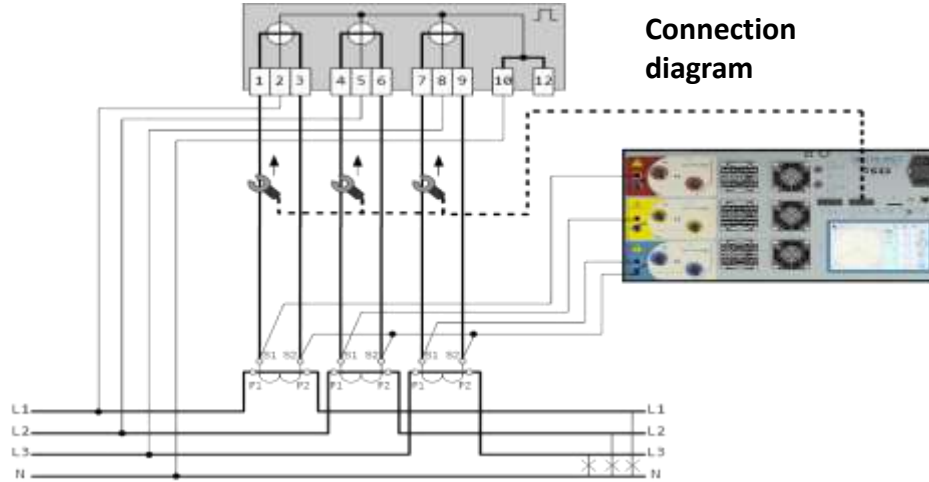 Connection
diagram
1 2 3 4 5 6 7 8 9 10 12
S1 S2 S1 S2 S1 S2
P1 P2 P1 P2 P1 P2
L1 L1
L2 L2
L3 L3
N N